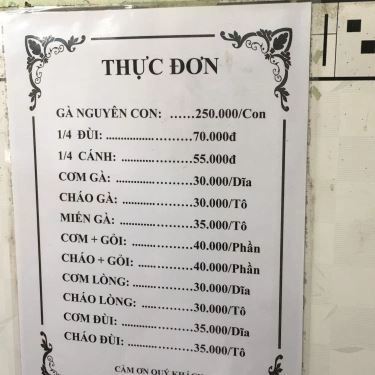 THỰC ĐƠN
GÀ NGUYÊN CON: ......250.000/Con
1/4 ĐÙI: ........................70.000đ
1/4 CÁNH: ....................55.000đ
CƠM GÀ: ......................30.000/Dĩa
CHÁO GÀ: ....................30.000/Tô
MIẾN GÀ: .....................35.000/Tô
CƠM + GỎI: .................40.000/Phần
CHÁO + GỎI: ...............40.000/Phần
CƠM LÒNG: .................30.000/Dĩa
CHÁO LÒNG: ...............30.000/Tô
CƠM ĐÙI: .....................35.000/Dĩa
CHÁO ĐÙI: ...................35.000/Tô
CẢM ƠN QUÝ